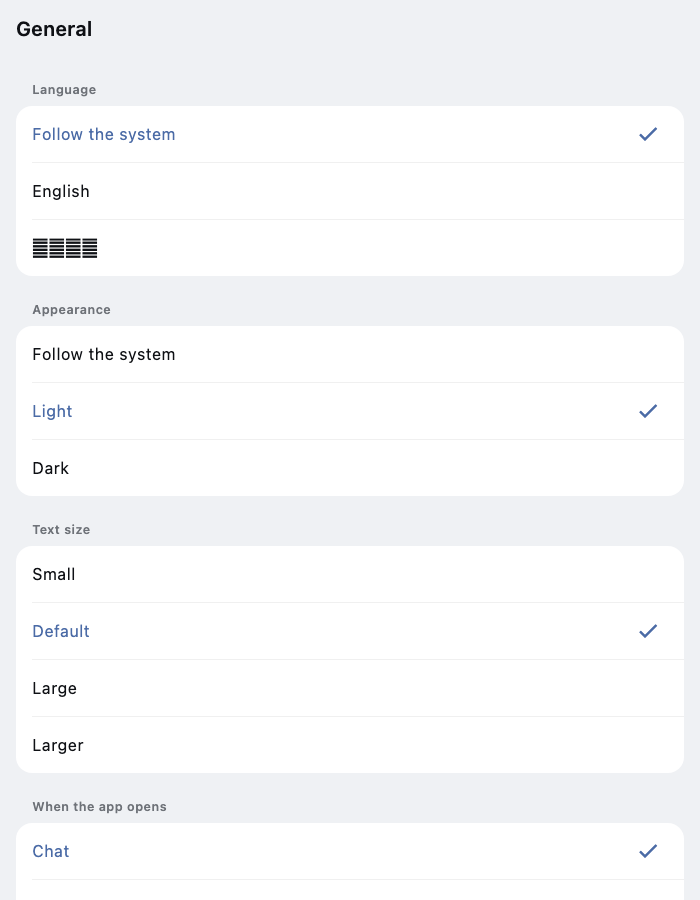 General
Language
Follow the system
English
Appearance
Follow the system
Light
Dark
Text size
Small
Default
Large
Larger
When the app opens
Chat